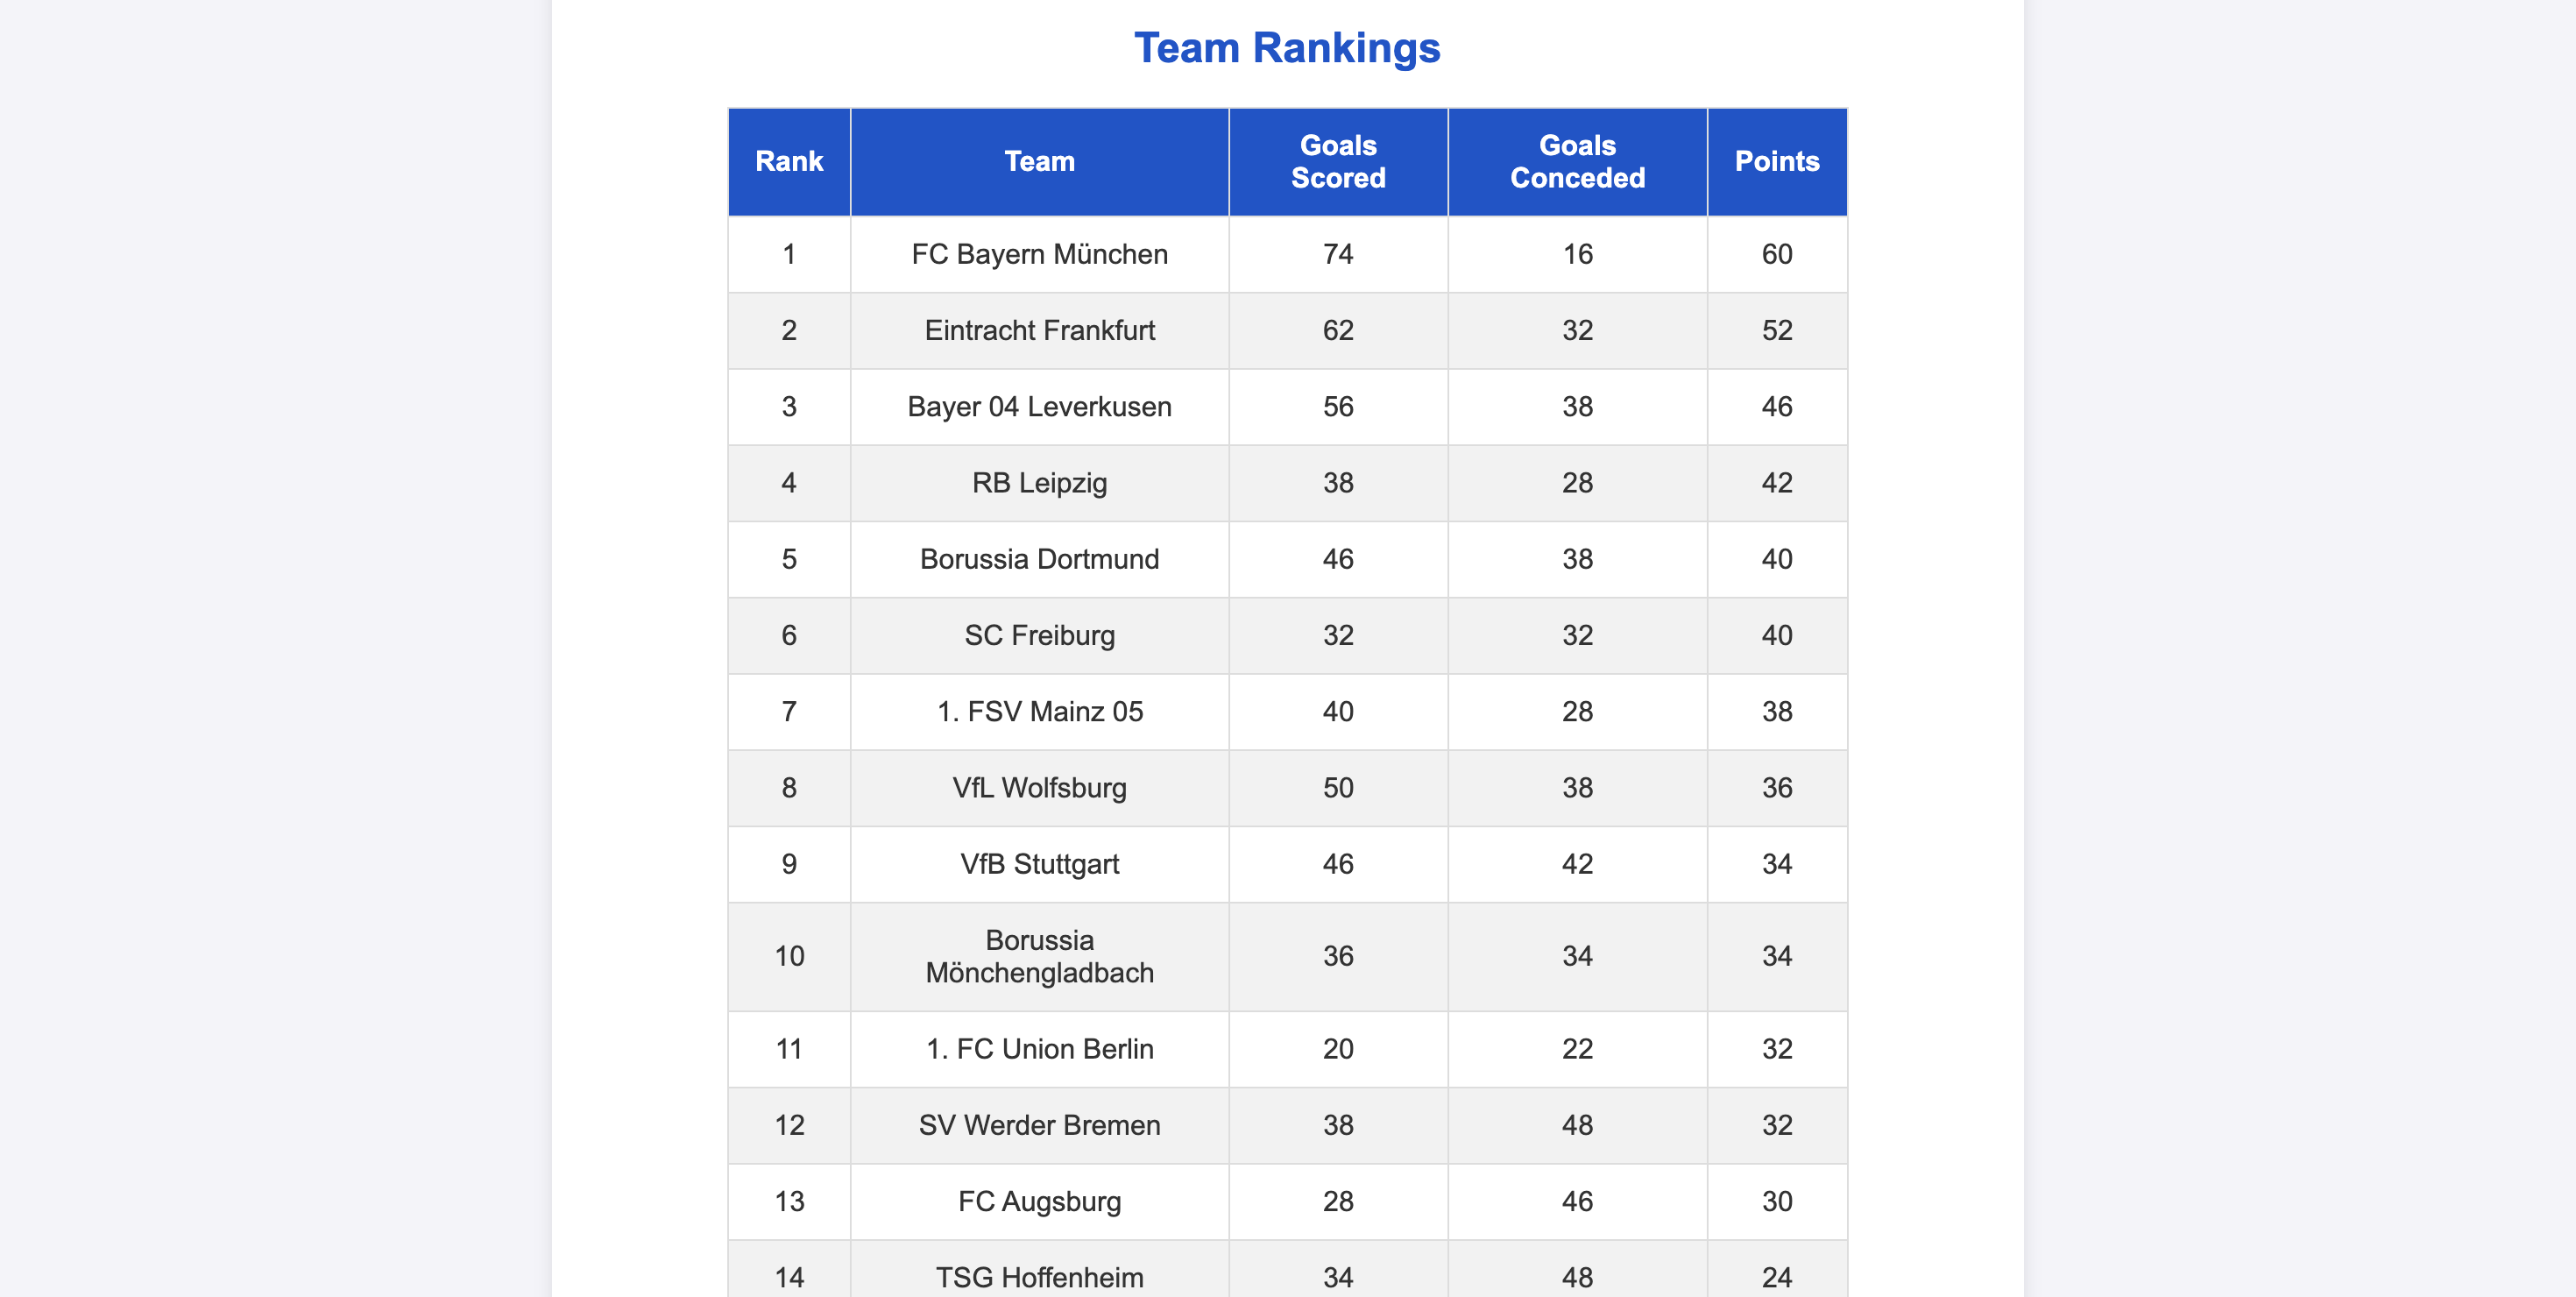 Team Rankings
Rank Team Goals Scored Goals Conceded Points
1 FC Bayern München 74 16 60
2 Eintracht Frankfurt 62 32 52
3 Bayer 04 Leverkusen 56 38 46
4 RB Leipzig 38 28 42
5 Borussia Dortmund 46 38 40
6 SC Freiburg 32 32 40
7 1. FSV Mainz 05 40 28 38
8 VfL Wolfsburg 50 38 36
9 VfB Stuttgart 46 42 34
10 Borussia Mönchengladbach 36 34 34
11 1. FC Union Berlin 20 22 32
12 SV Werder Bremen 38 48 32
13 FC Augsburg 28 46 30
14 TSG Hoffenheim 34 48 24